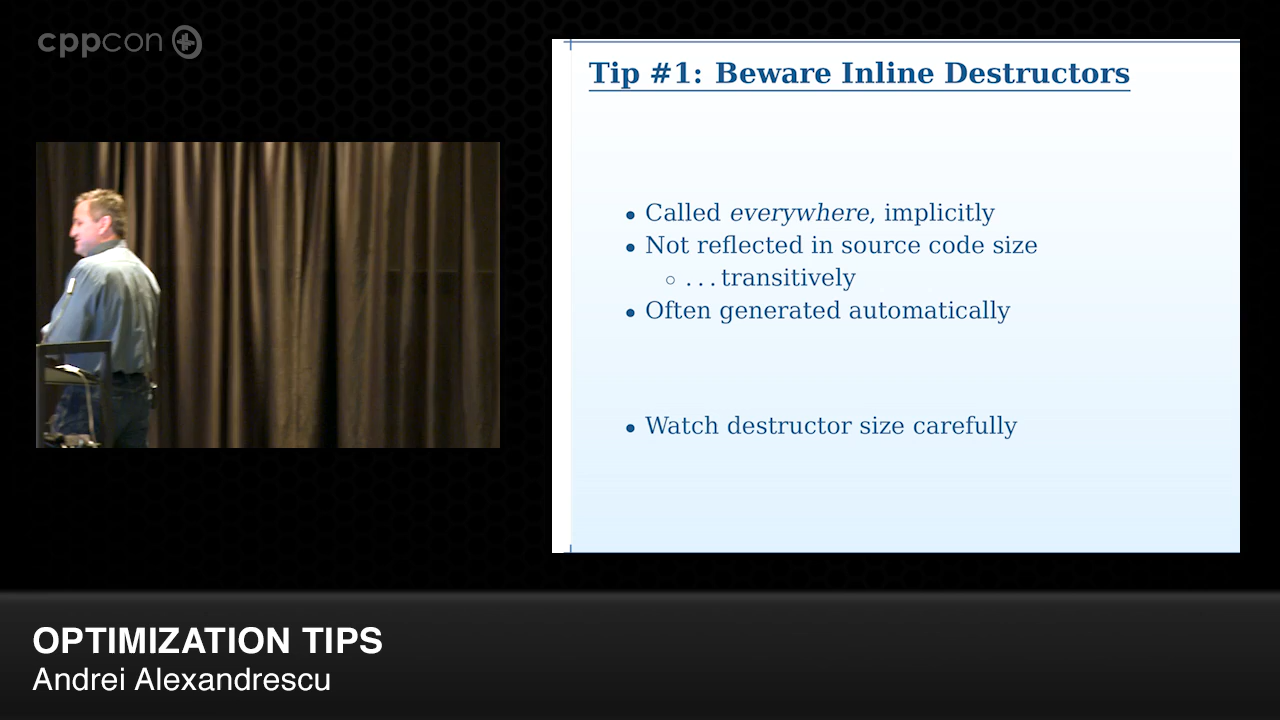 cppcon
Tip #1: Beware Inline Destructors
• Called everywhere, implicitly
• Not reflected in source code size
○ ...transitively
• Often generated automatically
• Watch destructor size carefully
OPTIMIZATION TIPS
Andrei Alexandrescu